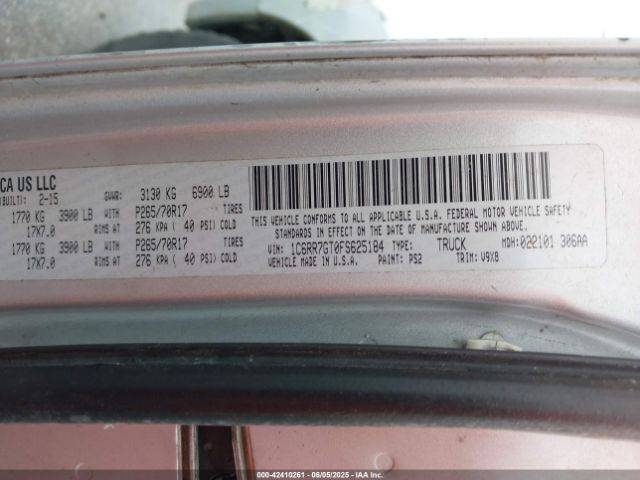 CA US LLC
BUILT): 2-15 GVWR: 3130 KG 6900 LB
1770 KG 3900 LB WITH P265/70R17 TIRES
17X7.0 RIMS AT 276 KPA ( 40 PSI) COLD
1770 KG 3900 LB WITH P265/70R17 TIRES
17X7.0 RIMS AT 276 KPA ( 40 PSI) COLD
THIS VEHICLE CONFORMS TO ALL APPLICABLE U.S.A. FEDERAL MOTOR VEHICLE SAFETY
STANDARDS IN EFFECT ON THE DATE OF MANUFACTURE SHOWN ABOVE.
VIN: 1C6RR7GT0FS625184 TYPE: TRUCK MDH: 022101 306AA
VEHICLE MADE IN U.S.A. PAINT: PS2 TRIM: V9X8
000-42410261 - 06/05/2025 - IAA Inc.